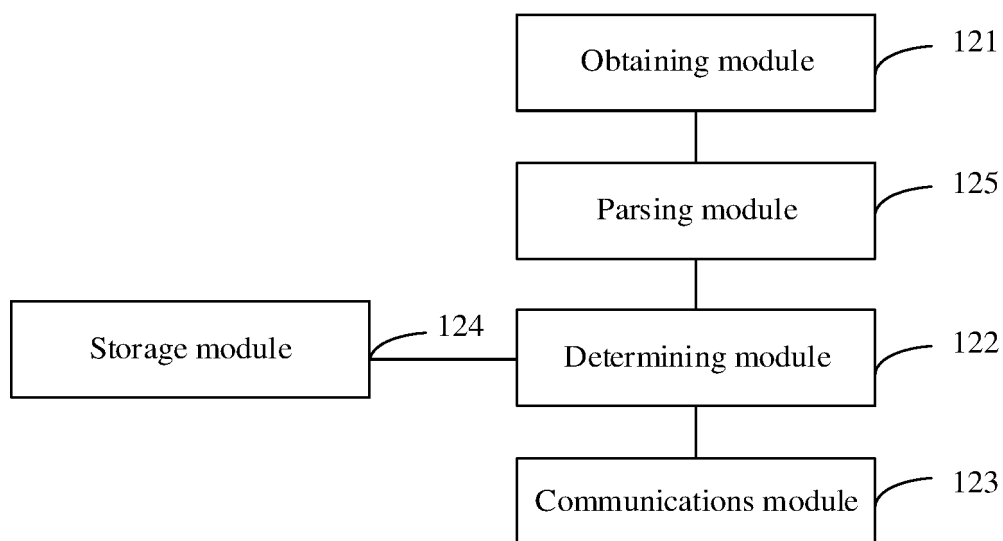 Obtaining module
121
Parsing module
125
Storage module
124
Determining module
122
Communications module
123